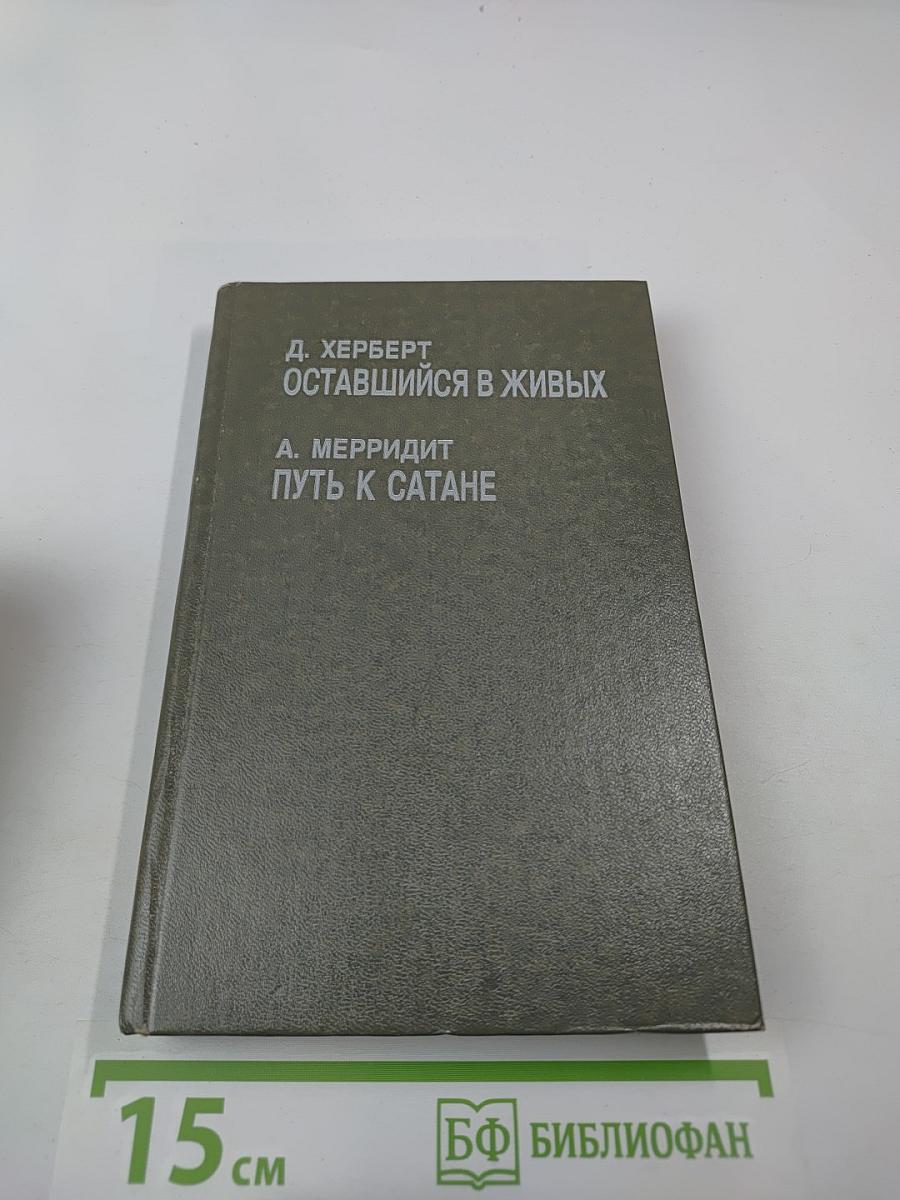 Д. ХЕРБЕРТ
ОСТАВШИЙСЯ В ЖИВЫХ
А. МЕРРИДИТ
ПУТЬ К САТАНЕ
15 см
БФ БИБЛИОФАН